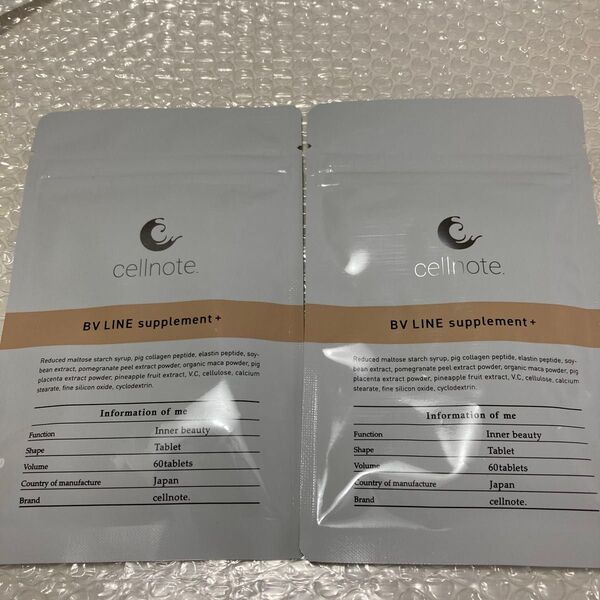 cellnote.
BV LINE supplement+
Reduced maltose starch syrup, pig collagen peptide, elastin peptide, soy-
bean extract, pomegranate peel extract powder, organic maca powder, pig
placenta extract powder, pineapple fruit extract, V.C, cellulose, calcium
stearate, fine silicon oxide, cyclodextrin.
Information of me
Function Inner beauty
Shape Tablet
Volume 60tablets
Country of manufacture Japan
Brand cellnote.
cellnote.
BV LINE supplement+
Reduced maltose starch syrup, pig collagen peptide, elastin peptide, soy-
bean extract, pomegranate peel extract powder, organic maca powder, pig
placenta extract powder, pineapple fruit extract, V.C, cellulose, calcium
stearate, fine silicon oxide, cyclodextrin.
Information of me
Function Inner beauty
Shape Tablet
Volume 60tablets
Country of manufacture Japan
Brand cellnote.